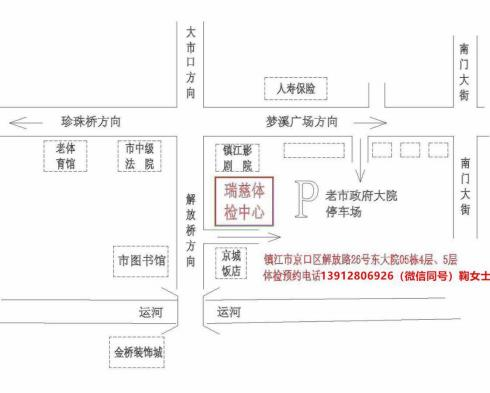 大市口方向
南门大街
人寿保险
珍珠桥方向
梦溪广场方向
老体
育馆
市中级
法院
镇江影
剧院
南门大街
瑞慈体
检中心
P
老市政府大院
停车场
解放桥方向
市图书馆
京城
饭店
镇江市京口区解放路26号东大院05栋4层、5层
体检预约电话13912806926（微信同号）鞠女士
运河
运河
金桥装饰城